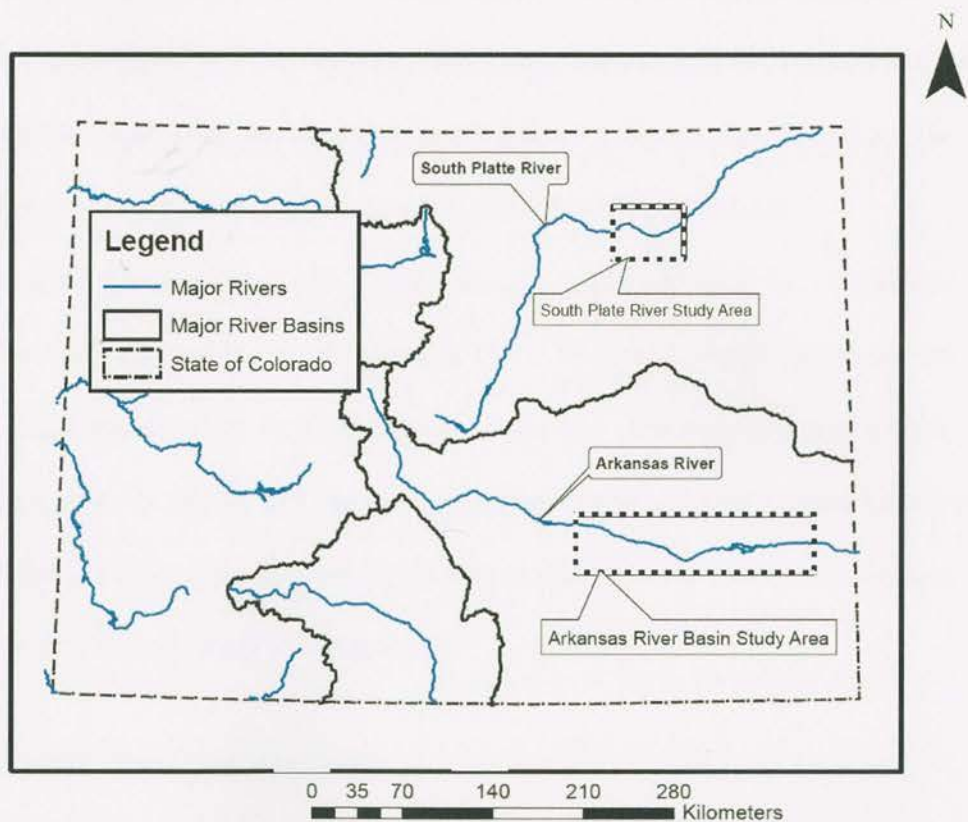 N
South Platte River
Legend
Major Rivers
Major River Basins
State of Colorado
South Plate River Study Area
Arkansas River
Arkansas River Basin Study Area
0 35 70 140 210 280
Kilometers